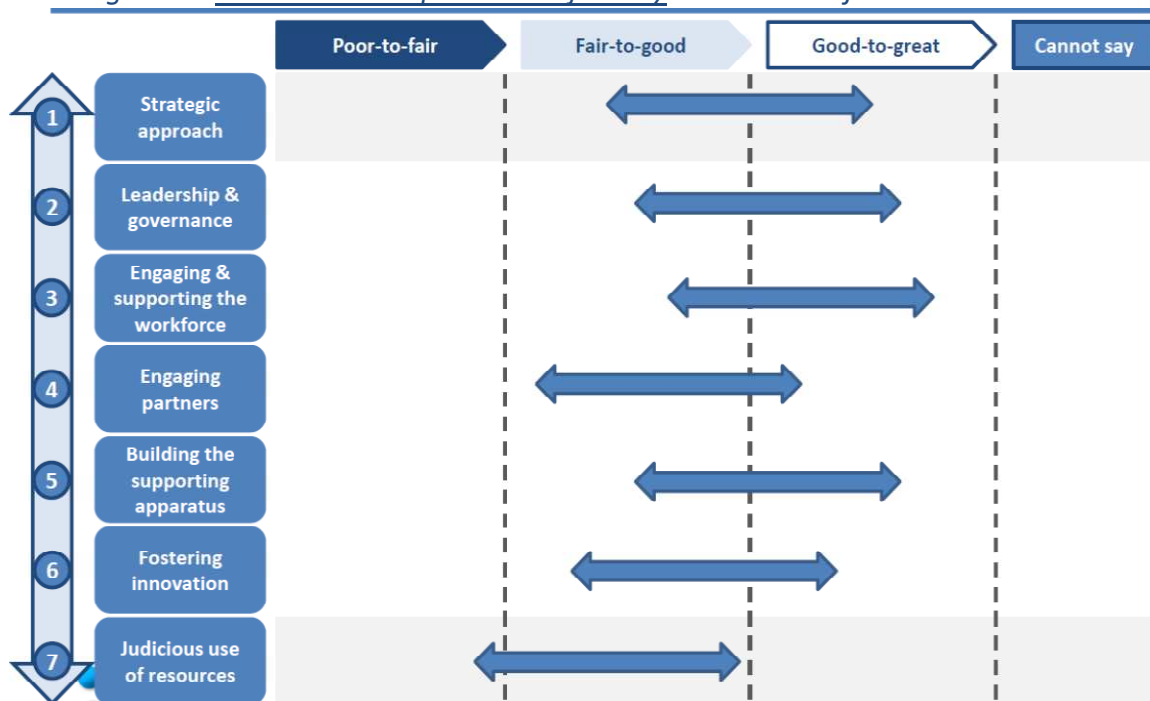 Poor-to-fair
Fair-to-good
Good-to-great
Cannot say
1
Strategic
approach
2
Leadership &
governance
3
Engaging &
supporting the
workforce
4
Engaging
partners
5
Building the
supporting
apparatus
6
Fostering
innovation
7
Judicious use
of resources